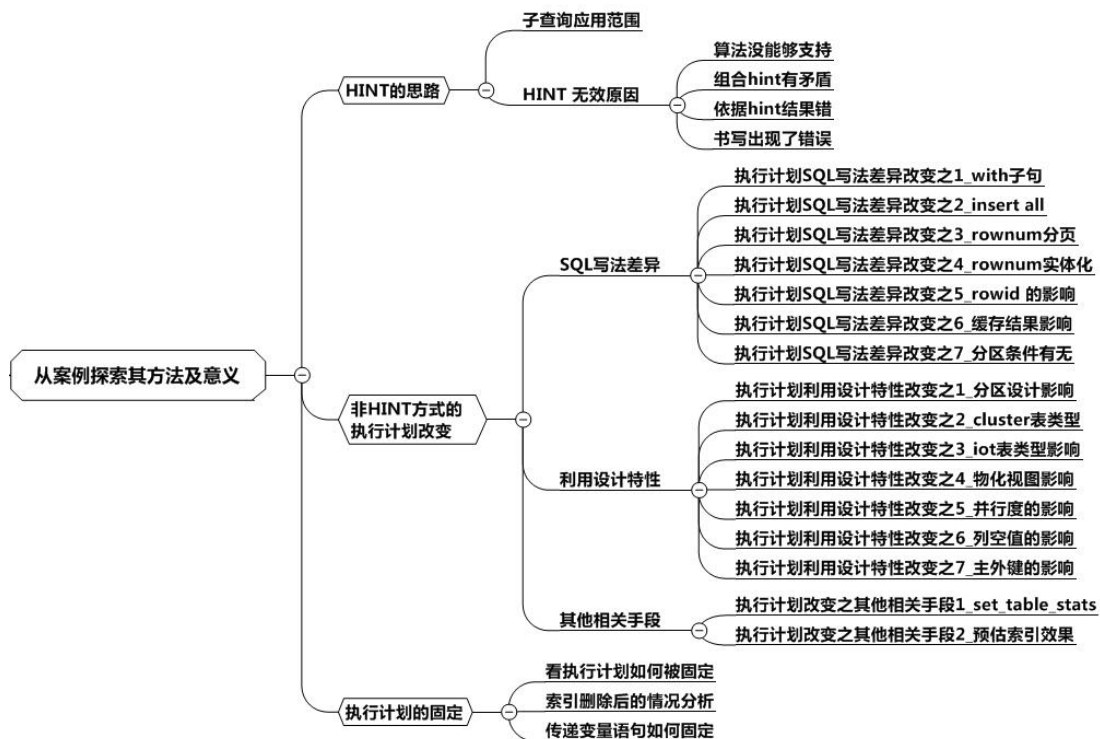 从案例探索其方法及意义
HINT的思路
子查询应用范围
HINT 无效原因
算法没能够支持
组合hint有矛盾
依据hint结果错
书写出现了错误
非HINT方式的
执行计划改变
SQL写法差异
执行计划SQL写法差异改变之1_with子句
执行计划SQL写法差异改变之2_insert all
执行计划SQL写法差异改变之3_rownum分页
执行计划SQL写法差异改变之4_rownum实体化
执行计划SQL写法差异改变之5_rowid 的影响
执行计划SQL写法差异改变之6_缓存结果影响
执行计划SQL写法差异改变之7_分区条件有无
利用设计特性
执行计划利用设计特性改变之1_分区设计影响
执行计划利用设计特性改变之2_cluster表类型
执行计划利用设计特性改变之3_iot表类型影响
执行计划利用设计特性改变之4_物化视图影响
执行计划利用设计特性改变之5_并行度的影响
执行计划利用设计特性改变之6_列空值的影响
执行计划利用设计特性改变之7_主外键的影响
其他相关手段
执行计划改变之其他相关手段1_set_table_stats
执行计划改变之其他相关手段2_预估索引效果
执行计划的固定
看执行计划如何被固定
索引删除后的情况分析
传递变量语句如何固定